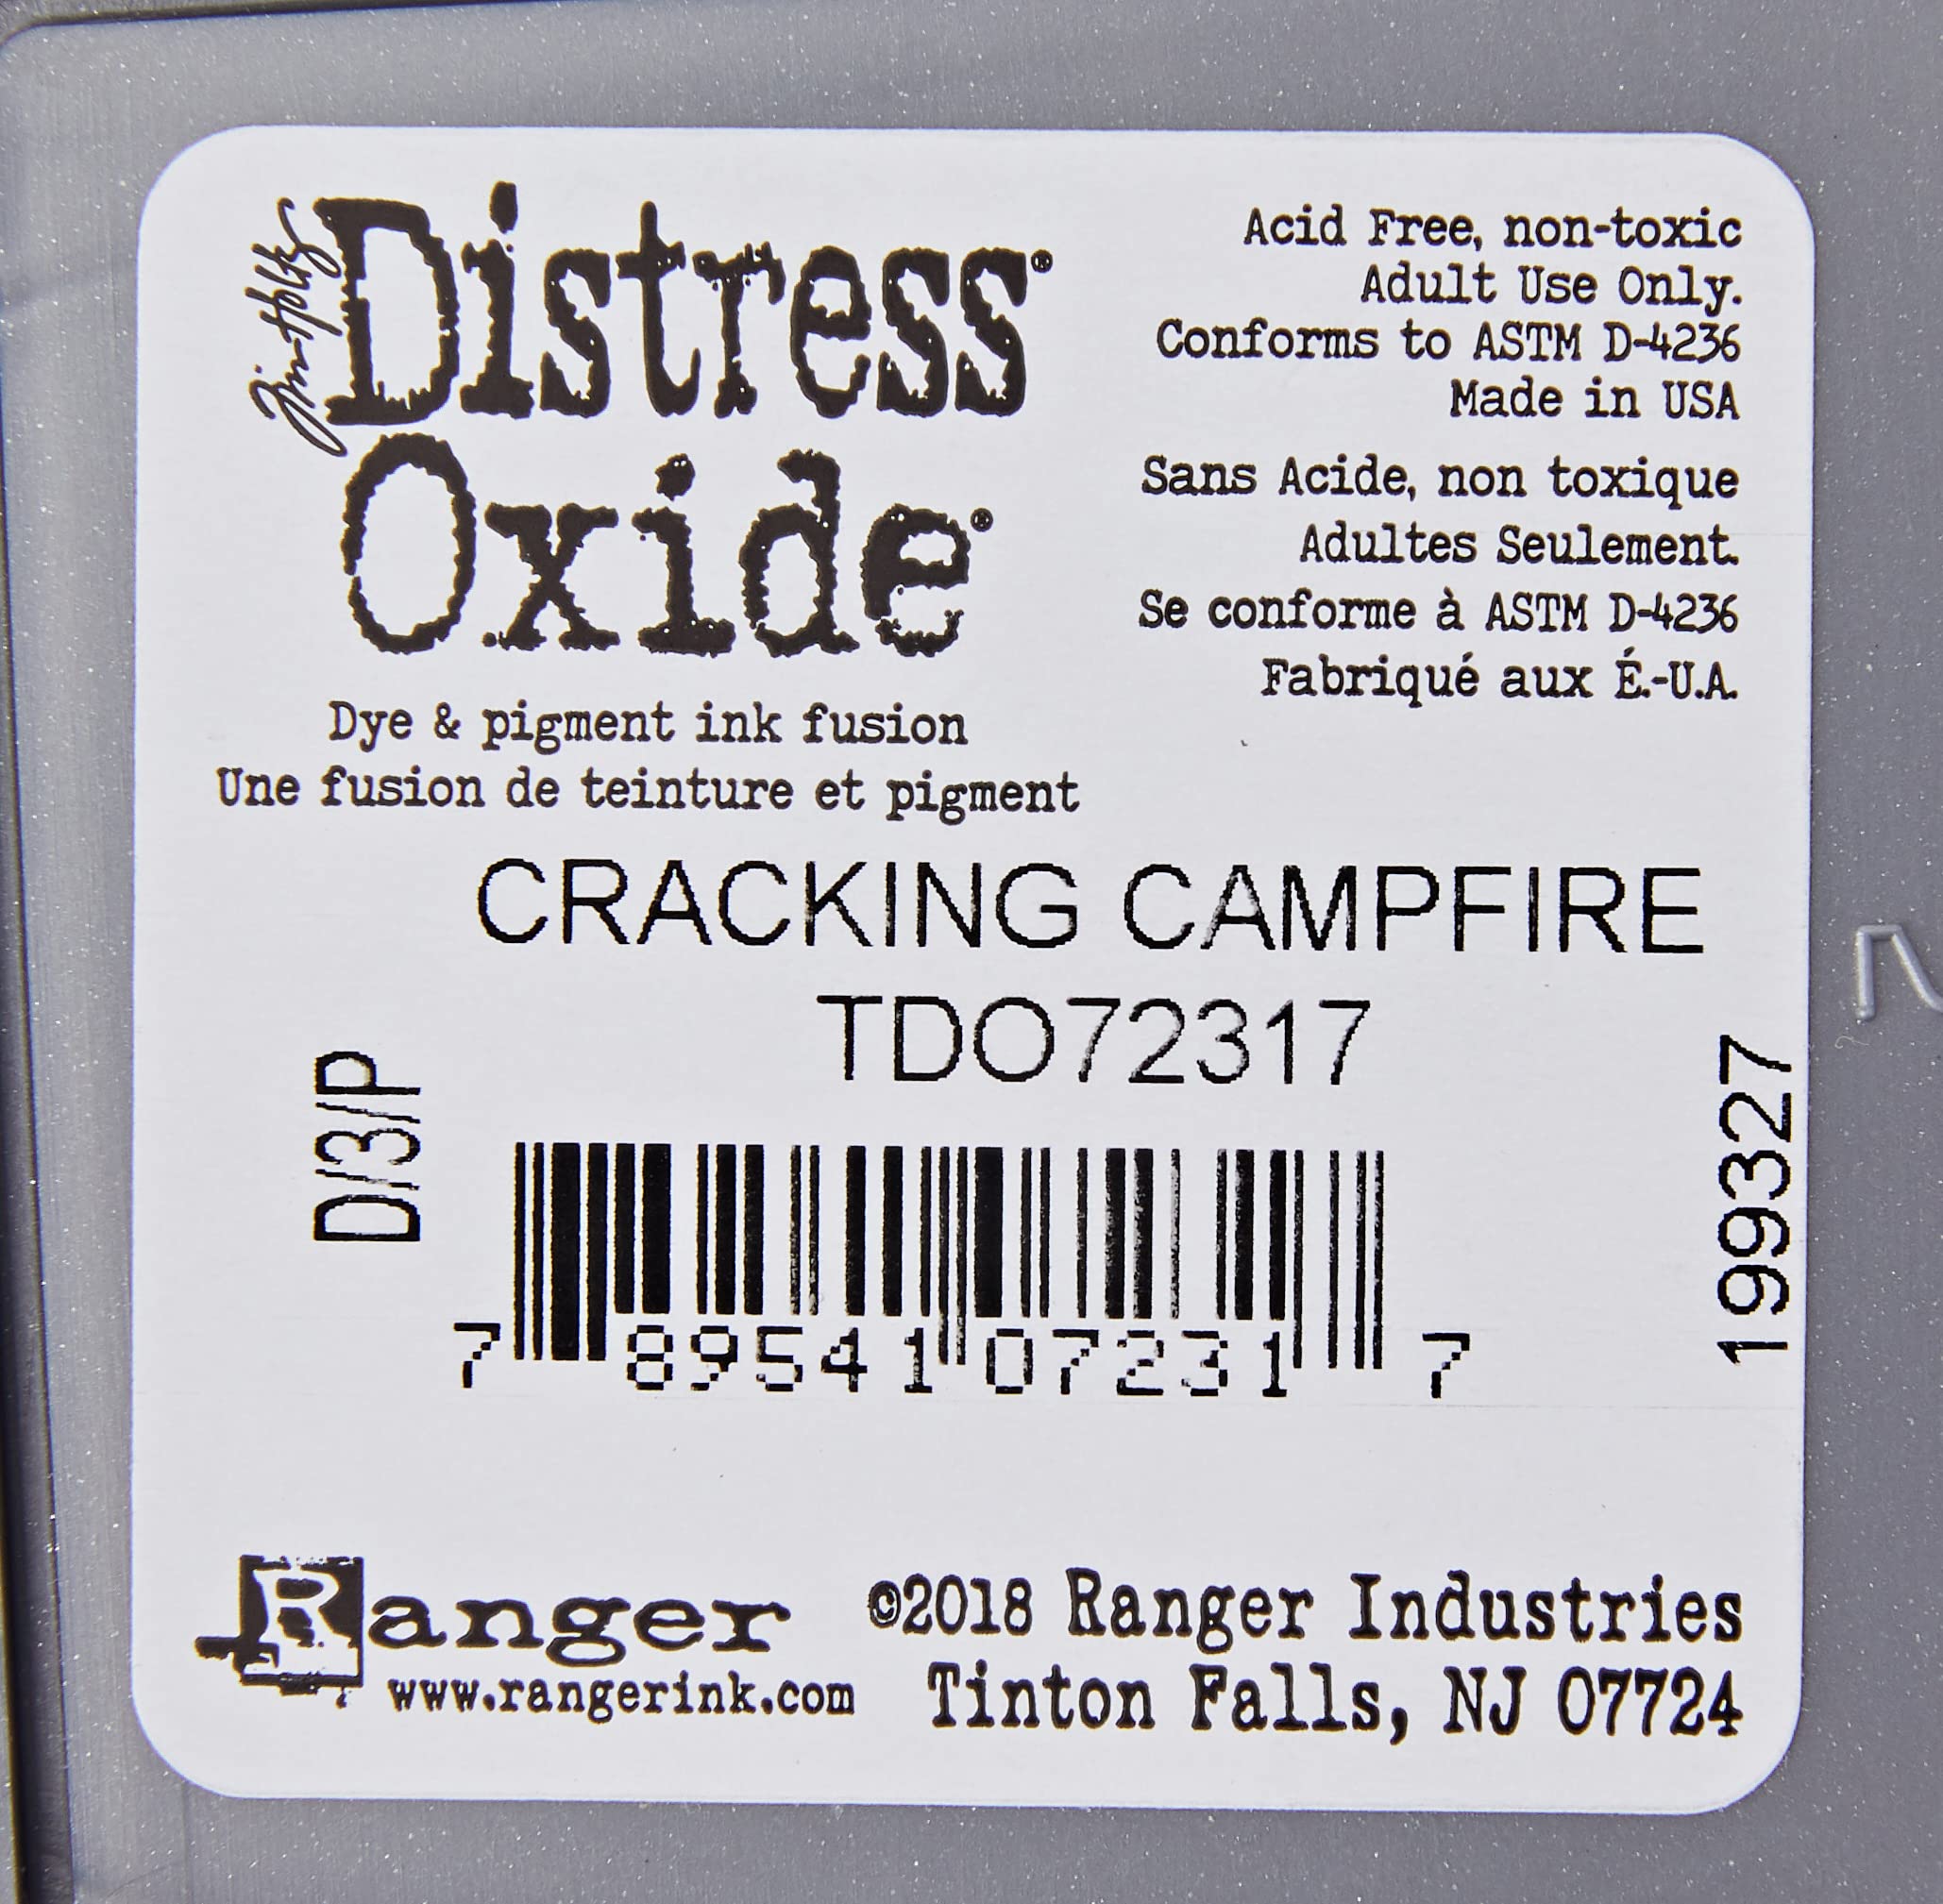 Tim Holtz
Distress®
Oxide®
Dye & pigment ink fusion
Une fusion de teinture et pigment
Acid Free, non-toxic
Adult Use Only.
Conforms to ASTM D-4236
Made in USA
Sans Acide, non toxique
Adultes Seulement.
Se conforme à ASTM D-4236
Fabriqué aux É.-U.A.
CRACKING CAMPFIRE
TDO72317
D/3/P
7 89541 07231 7
19327
Ranger
www.rangerink.com
©2018 Ranger Industries
Tinton Falls, NJ 07724